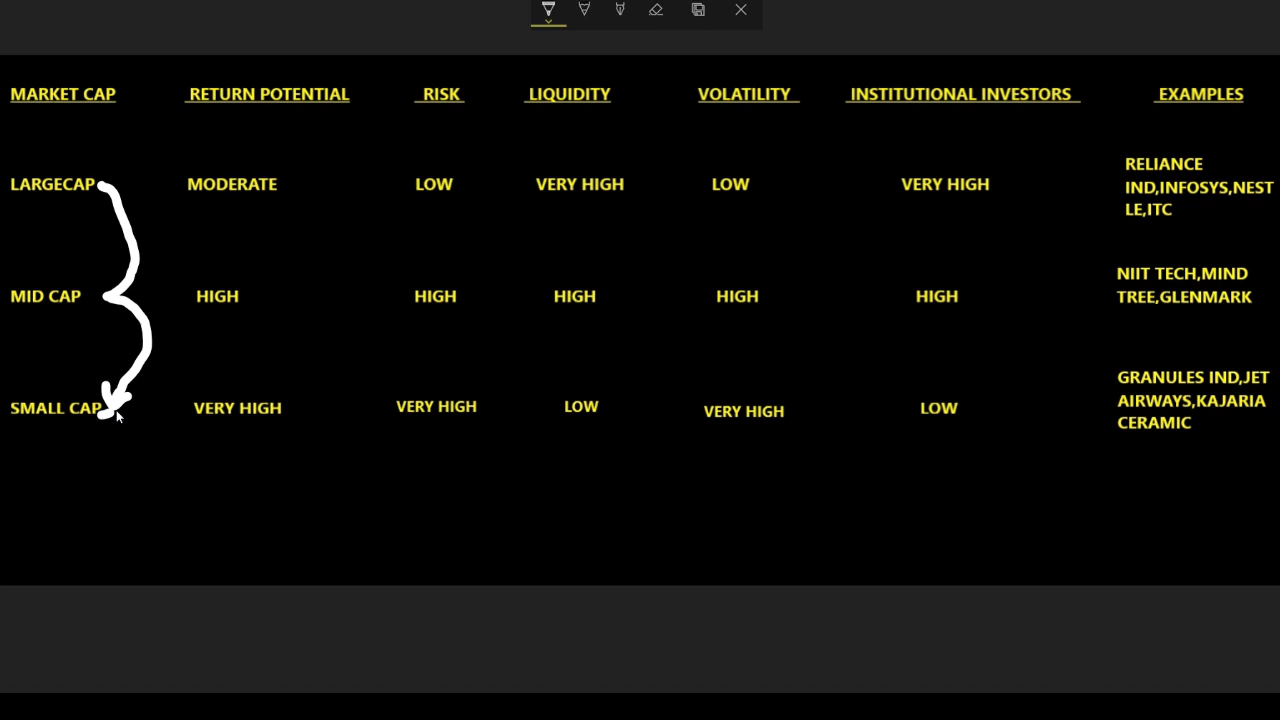 MARKET CAP RETURN POTENTIAL RISK LIQUIDITY VOLATILITY INSTITUTIONAL INVESTORS EXAMPLES
LARGECAP MODERATE LOW VERY HIGH LOW VERY HIGH RELIANCE
IND,INFOSYS,NEST
LE,ITC
MID CAP HIGH HIGH HIGH HIGH HIGH NIIT TECH,MIND
TREE,GLENMARK
SMALL CAP VERY HIGH VERY HIGH LOW VERY HIGH LOW GRANULES IND,JET
AIRWAYS,KAJARIA
CERAMIC